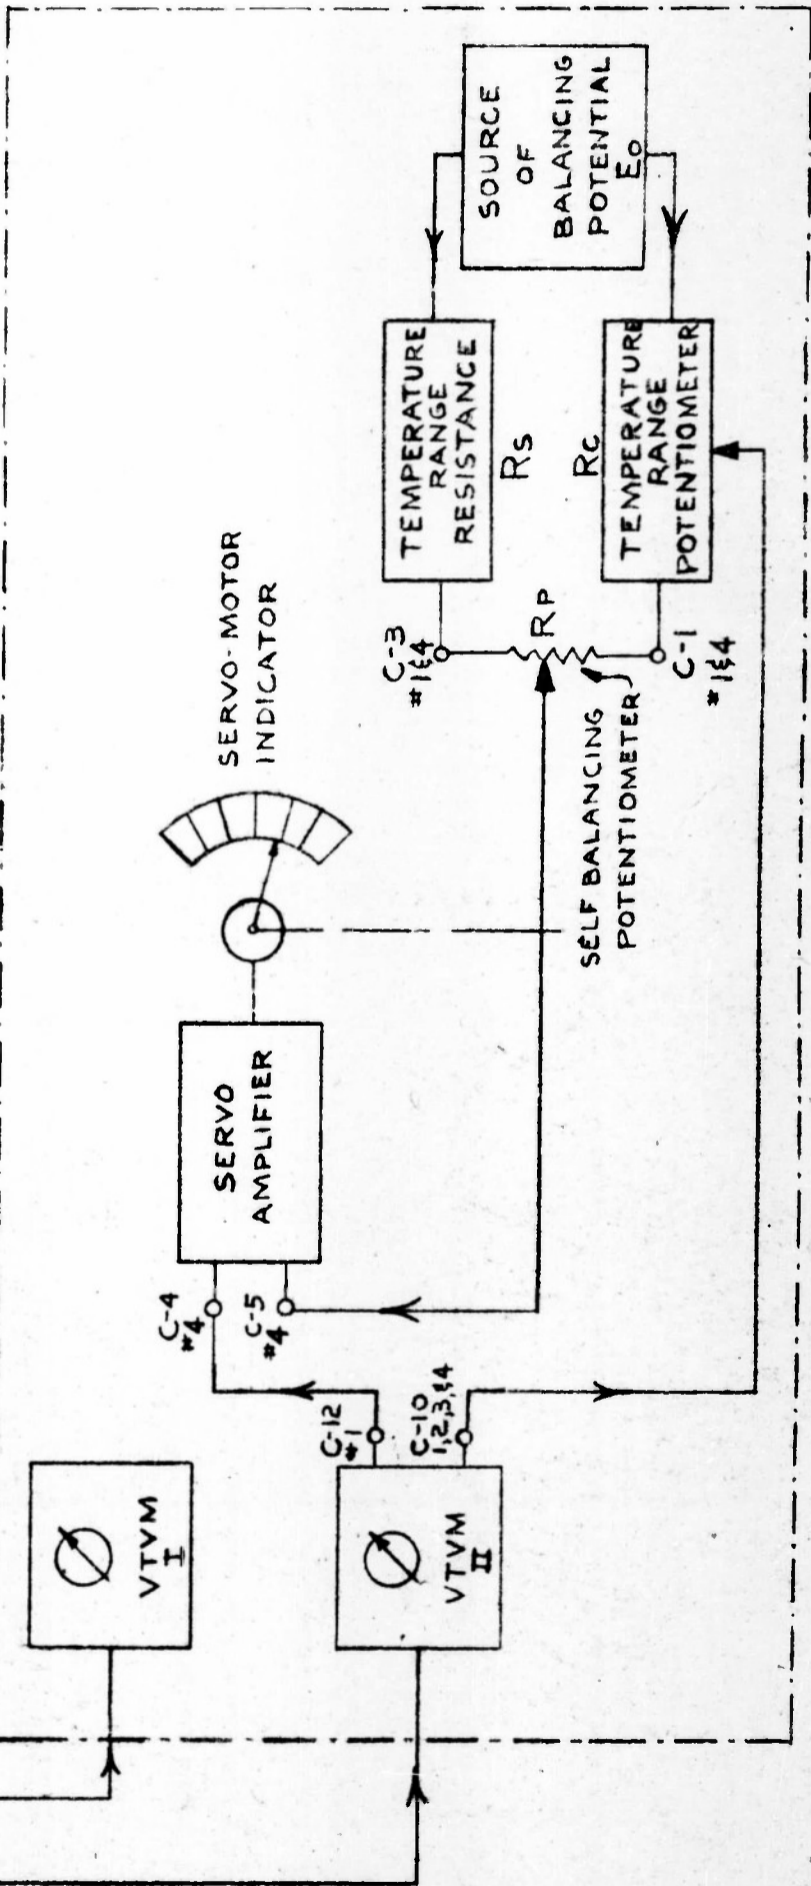 VTVM
I
VTVM
II
C-12
#1
C-10
1,2,3,&4
C-4
#4
C-5
#4
SERVO
AMPLIFIER
SERVO-MOTOR
INDICATOR
SELF BALANCING
POTENTIOMETER
RP
C-3
#1&4
C-1
#1&4
TEMPERATURE
RANGE
RESISTANCE
RS
RC
TEMPERATURE
RANGE
POTENTIOMETER
SOURCE
OF
BALANCING
POTENTIAL
EO